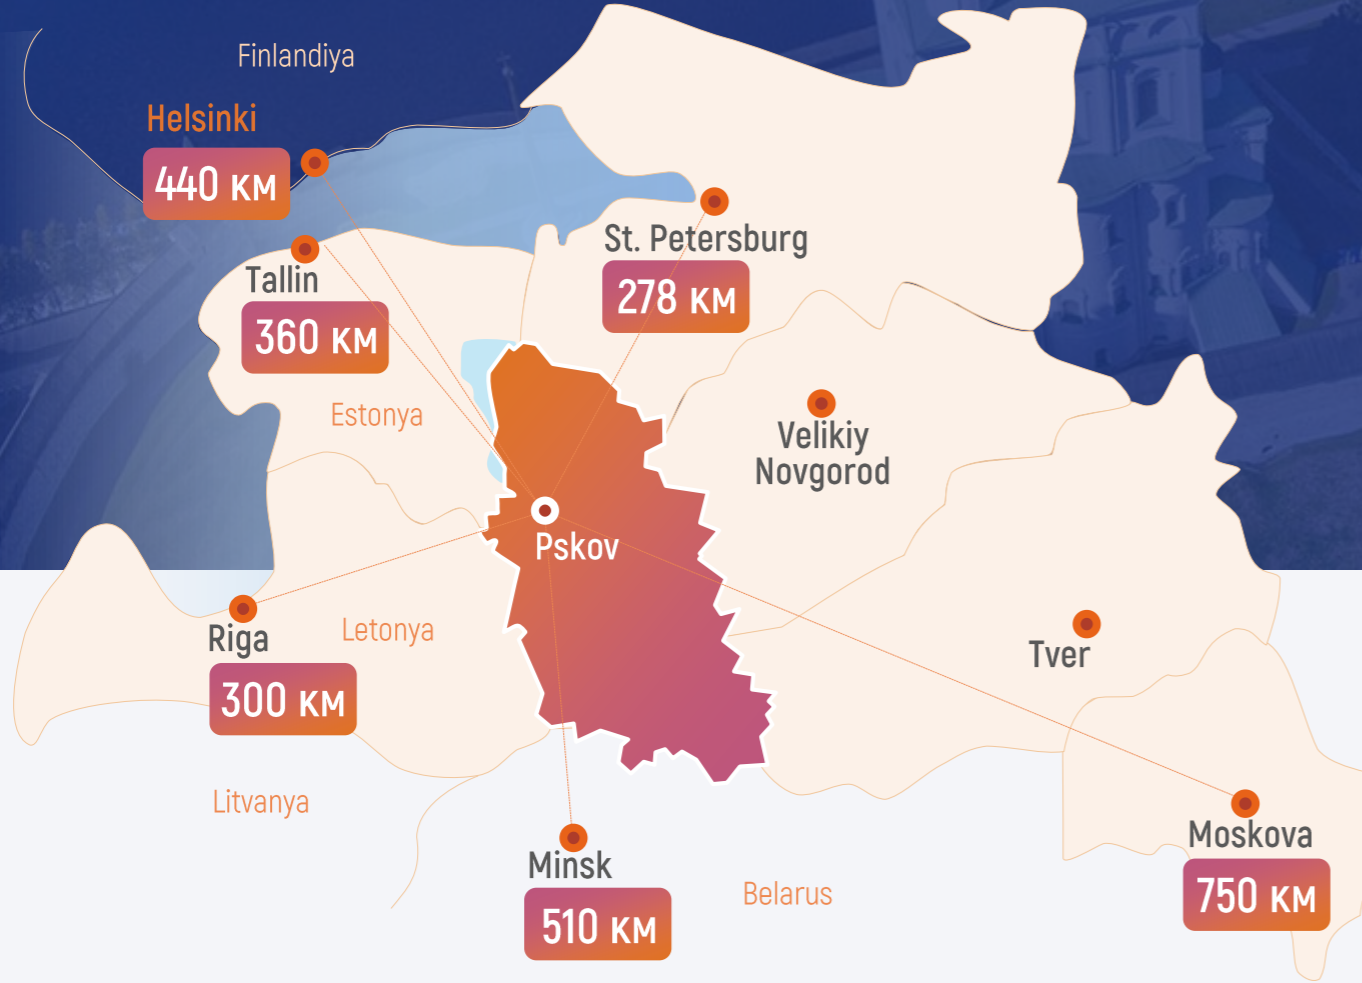 Finlandiya
Helsinki
440 км
Tallin
360 км
St. Petersburg
278 км
Estonya
Velikiy
Novgorod
Pskov
Riga
300 км
Letonya
Tver
Litvanya
Minsk
510 км
Belarus
Moskova
750 км